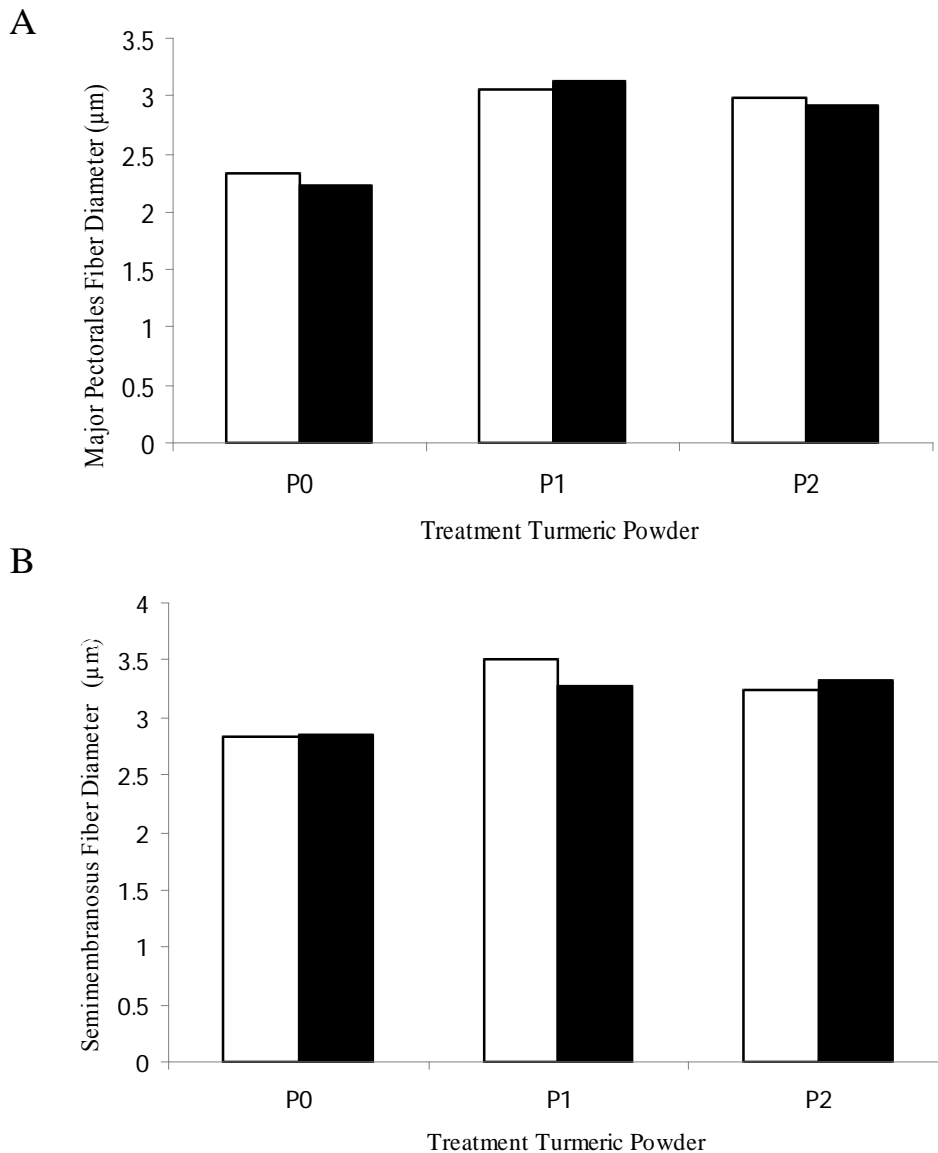 A
Major Pectorales Fiber Diameter (µm)
3.5
3
2.5
2
1.5
1
0.5
0
P0 P1 P2
Treatment Turmeric Powder
B
Semimembranosus Fiber Diameter (µm)
4
3.5
3
2.5
2
1.5
1
0.5
0
P0 P1 P2
Treatment Turmeric Powder